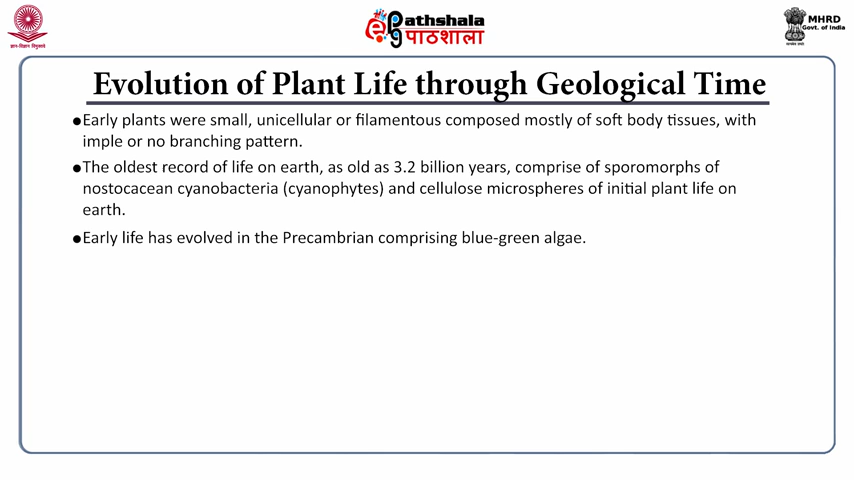 ज्ञान-विज्ञान विमुक्तये
ePathshala
पाठशाला
MHRD
Govt. of India
Evolution of Plant Life through Geological Time
●Early plants were small, unicellular or filamentous composed mostly of soft body tissues, with
imple or no branching pattern.
●The oldest record of life on earth, as old as 3.2 billion years, comprise of sporomorphs of
nostocacean cyanobacteria (cyanophytes) and cellulose microspheres of initial plant life on
earth.
●Early life has evolved in the Precambrian comprising blue-green algae.